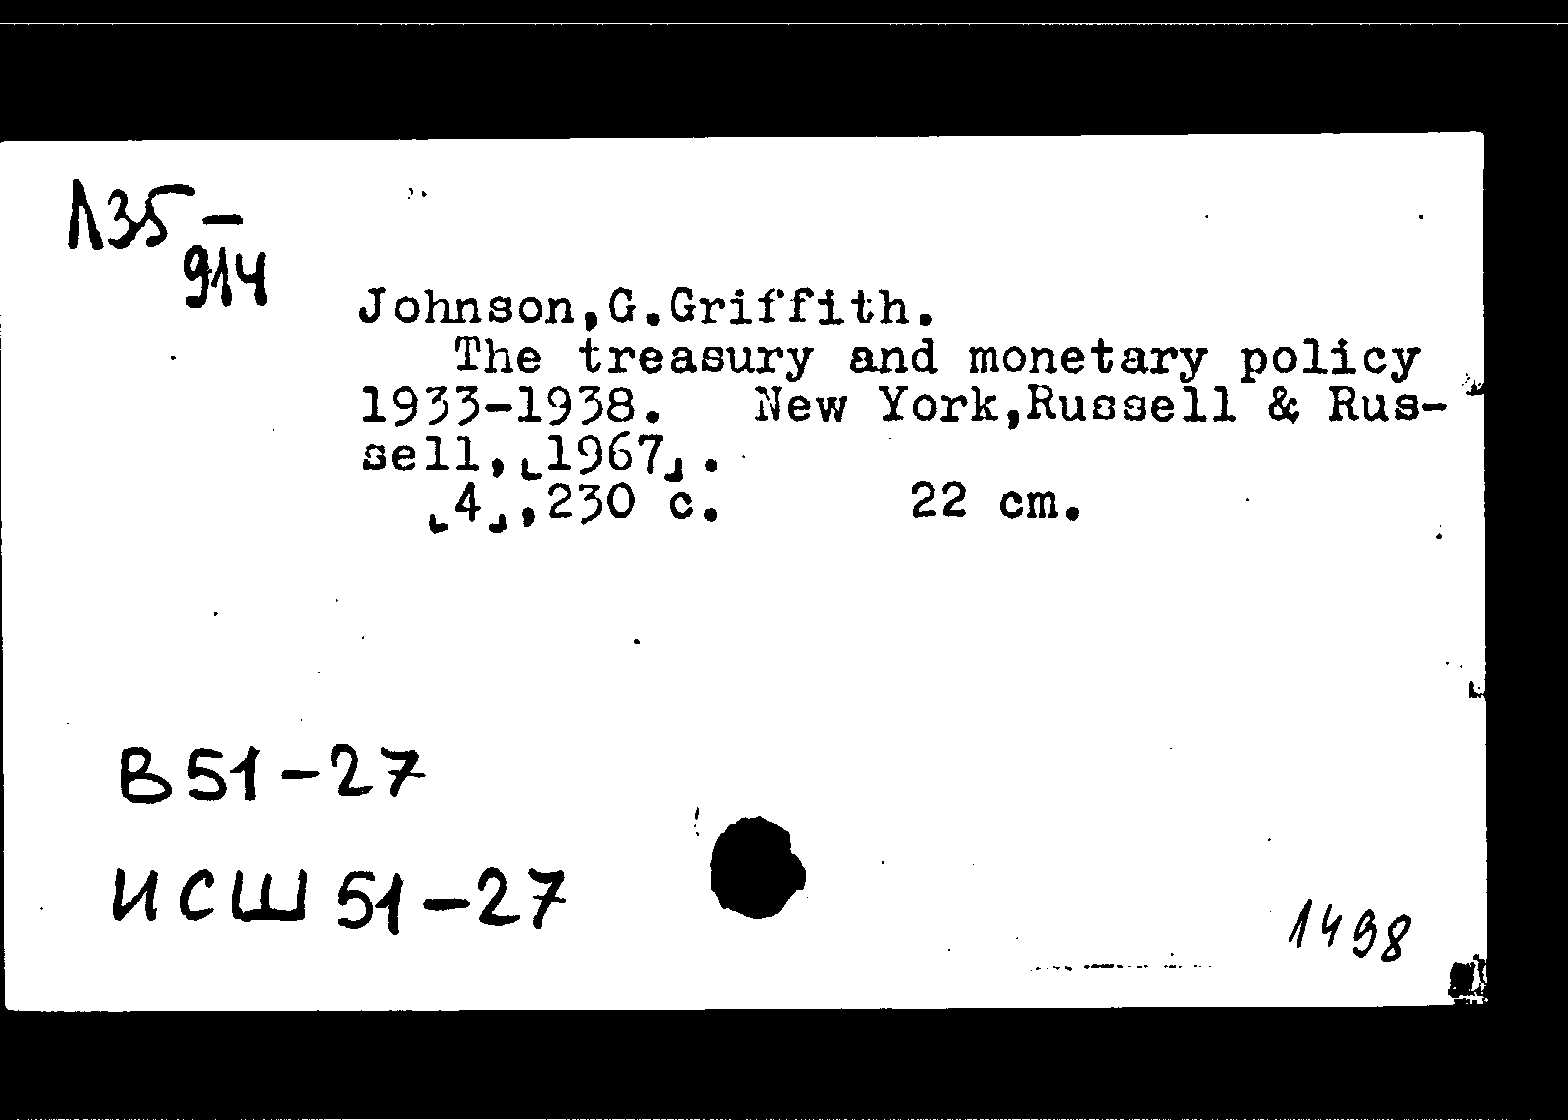 Л35-
914
Johnson,G.Griffith.
The treasury and monetary policy
1933-1938. New York,Russell & Rus-
sell,[1967].
[4],230 c. 22 cm.
В51-27
ИСШ 51-27
1498